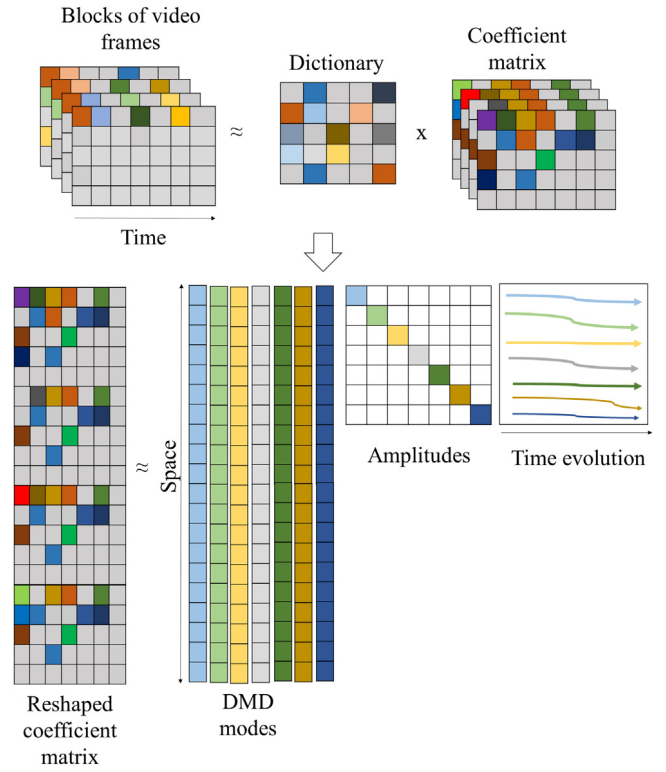 Blocks of video
frames
Dictionary
Coefficient
matrix
≈
x
Time
≈
Space
Amplitudes
Time evolution
Reshaped
coefficient
matrix
DMD
modes